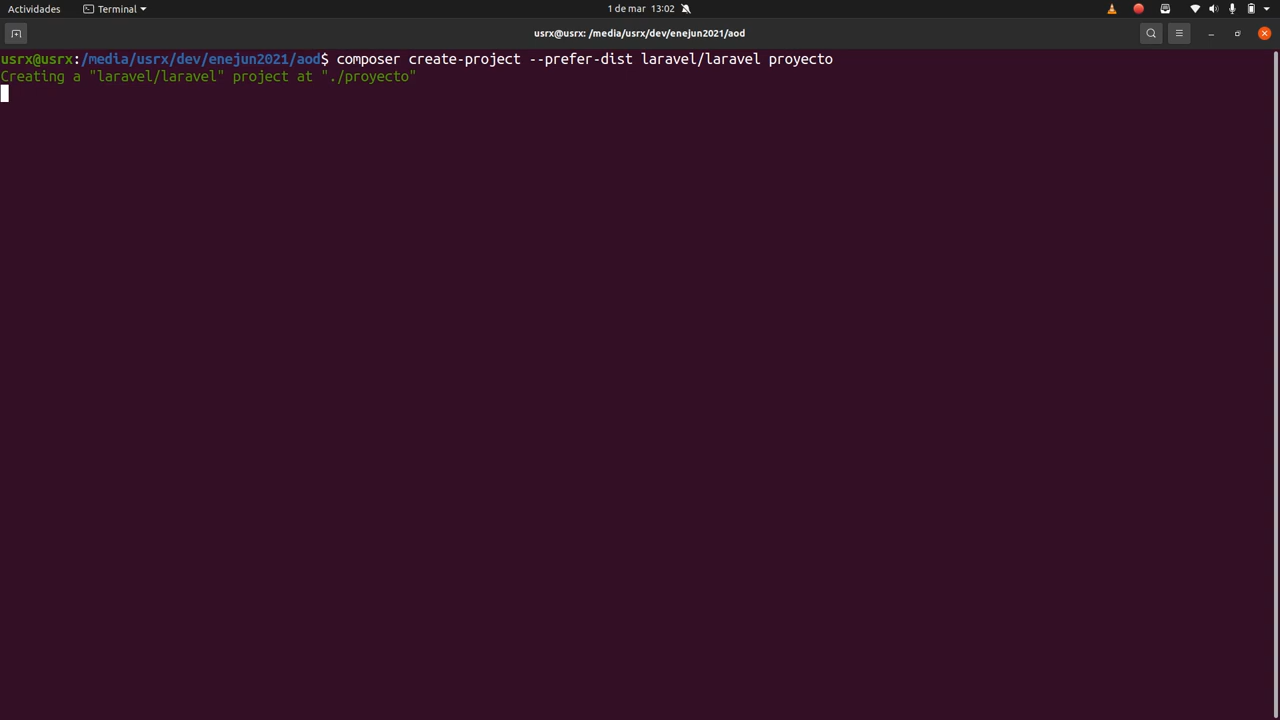 Actividades Terminal 1 de mar 13:02
usrx@usrx: /media/usrx/dev/enejun2021/aod
usrx@usrx:/media/usrx/dev/enejun2021/aod$ composer create-project --prefer-dist laravel/laravel proyecto
Creating a "laravel/laravel" project at "./proyecto"